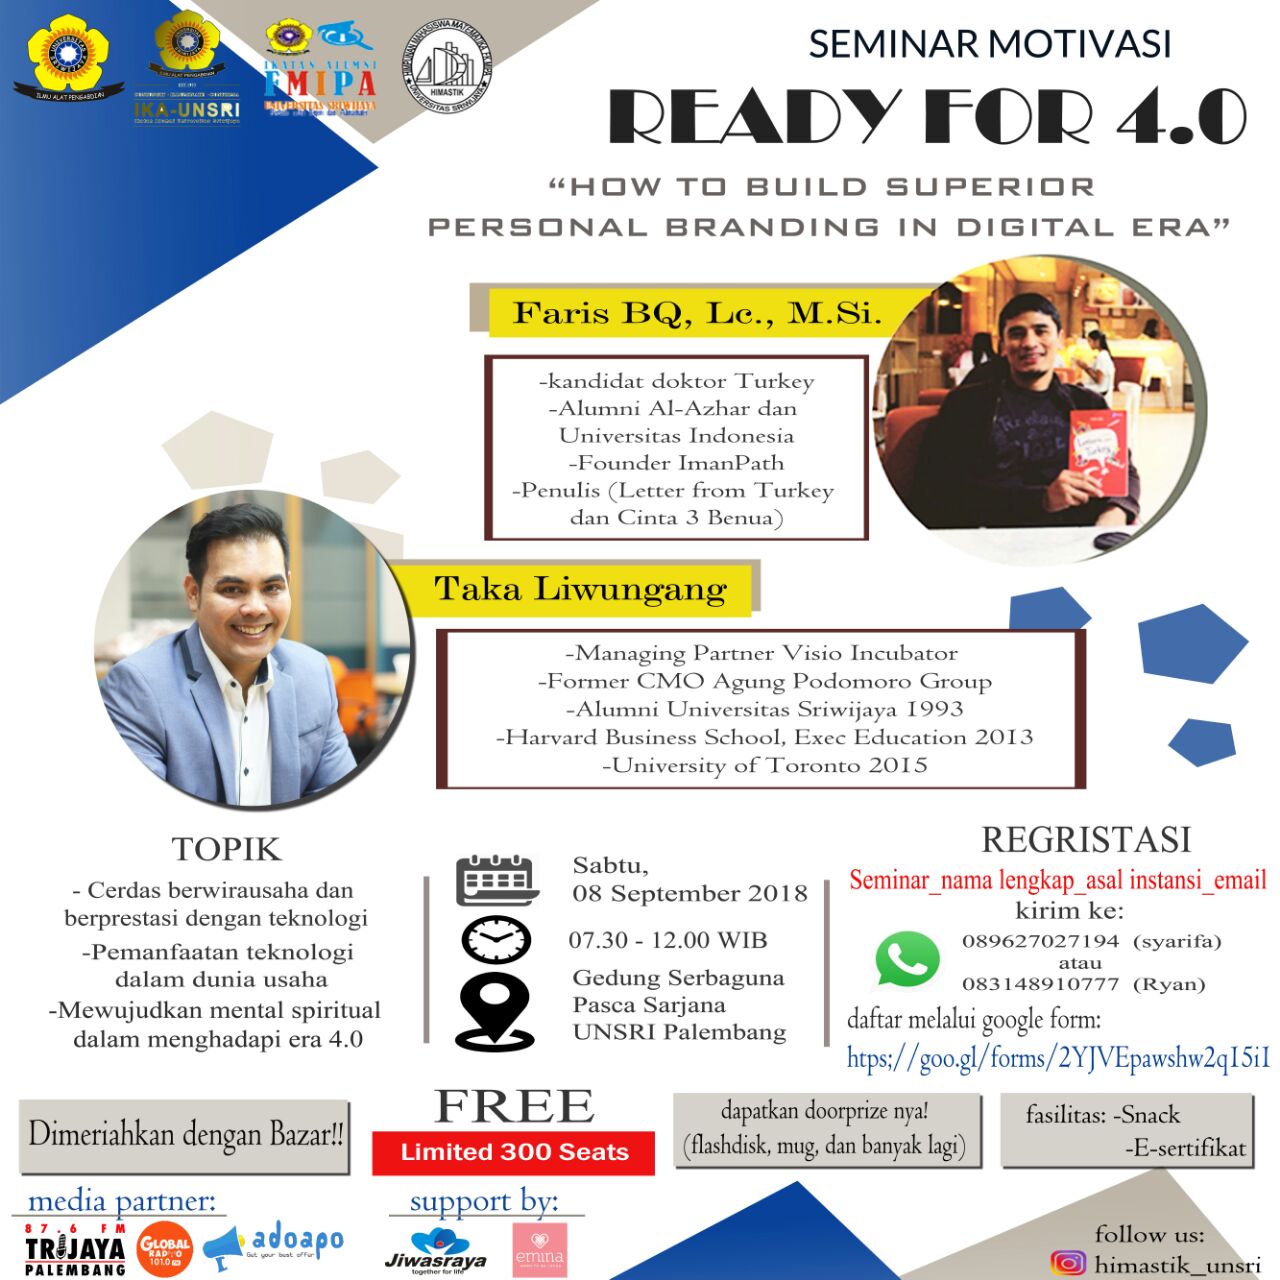 ILMU ALAT PENGABDIAN
ILMU ALAT PENGABDIAN
IKA-UNSRI
IKATAN ALUMNI
FMIPA
UNIVERSITAS SRIWIJAYA
HIMPUNAN MAHASISWA MATEMATIKA FMIPA
HIMASTIK
UNIVERSITAS SRIWIJAYA
SEMINAR MOTIVASI
READY FOR 4.0
“HOW TO BUILD SUPERIOR
PERSONAL BRANDING IN DIGITAL ERA”
Faris BQ, Lc., M.Si.
-kandidat doktor Turkey
-Alumni Al-Azhar dan
Universitas Indonesia
-Founder ImanPath
-Penulis (Letter from Turkey
dan Cinta 3 Benua)
Taka Liwungang
-Managing Partner Visio Incubator
-Former CMO Agung Podomoro Group
-Alumni Universitas Sriwijaya 1993
-Harvard Business School, Exec Education 2013
-University of Toronto 2015
TOPIK
- Cerdas berwirausaha dan
berprestasi dengan teknologi
-Pemanfaatan teknologi
dalam dunia usaha
-Mewujudkan mental spiritual
dalam menghadapi era 4.0
Sabtu,
08 September 2018
07.30 - 12.00 WIB
Gedung Serbaguna
Pasca Sarjana
UNSRI Palembang
REGRISTASI
Seminar_nama lengkap_asal instansi_email
kirim ke:
089627027194 (syarifa)
atau
083148910777 (Ryan)
daftar melalui google form:
htps;//goo.gl/forms/2YJVEpawshw2q15i1
Dimeriahkan dengan Bazar!!
FREE
Limited 300 Seats
dapatkan doorprize nya!
(flashdisk, mug, dan banyak lagi)
fasilitas: -Snack
-E-sertifikat
media partner:
87.6 FM
TRIJAYA
PALEMBANG
GLOBAL
RADIO
101.0 FM
adoapo
Get your best offer
support by:
Jiwasraya
together for life
emina
follow us:
himastik_unsri